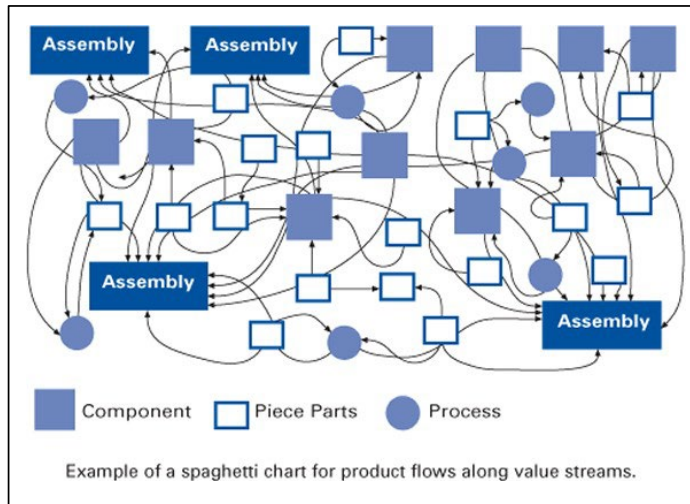 Assembly
Assembly
Assembly
Assembly
Component
Piece Parts
Process
Example of a spaghetti chart for product flows along value streams.